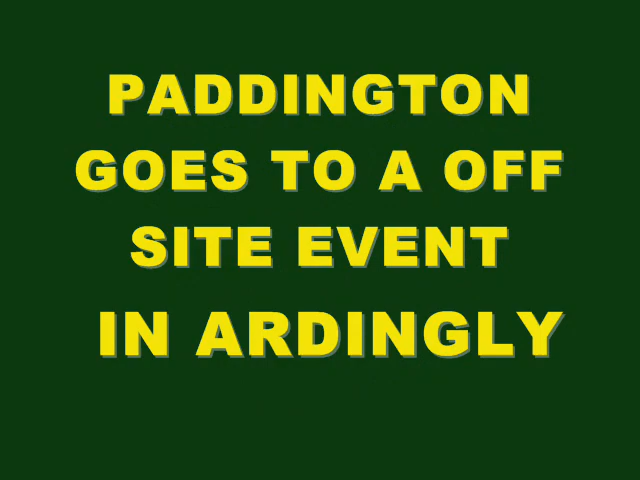 PADDINGTON
GOES TO A OFF
SITE EVENT
IN ARDINGLY